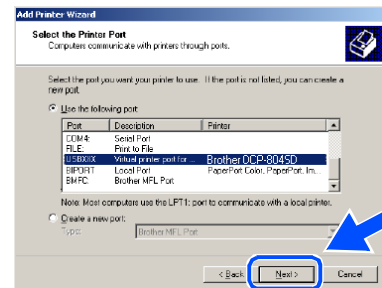 Add Printer Wizard
Select the Printer Port
Computers communicate with printers through ports.
Select the port you want your printer to use. If the port is not listed, you can create a
new port.
Use the following port:
Port Description Printer
COM4: Serial Port
FILE: Print to File
USBXXX Virtual printer port for ... Brother DCP-8045D
BIPORT Local Port PaperPort Color, PaperPort, Im...
BMFC: Brother MFL Port
Note: Most computers use the LPT1: port to communicate with a local printer.
Create a new port:
Type: Brother MFL Port
< Back Next > Cancel